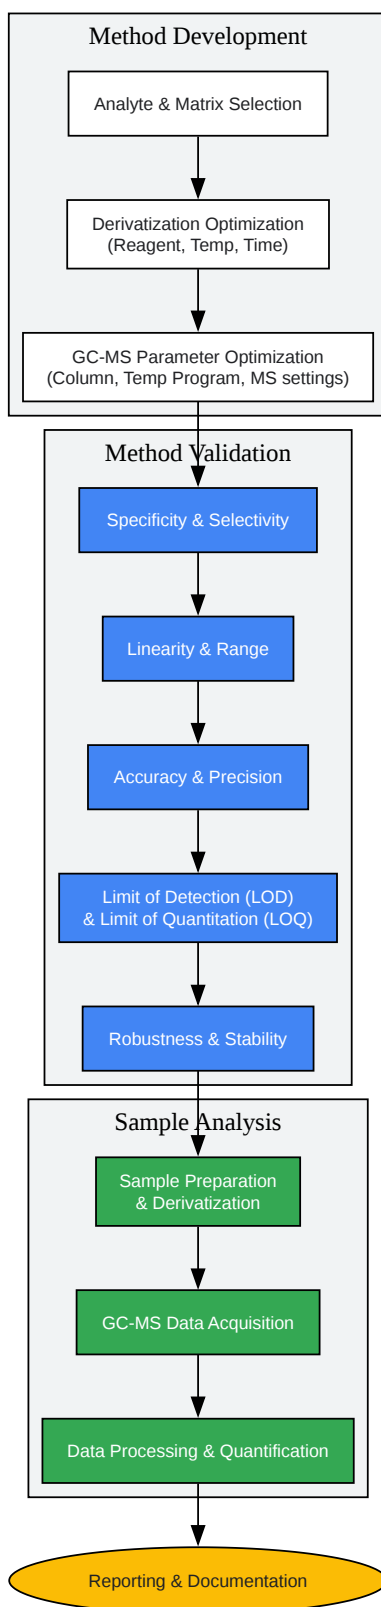 Method Development
Analyte & Matrix Selection
Derivatization Optimization
(Reagent, Temp, Time)
GC-MS Parameter Optimization
(Column, Temp Program, MS settings)
Method Validation
Specificity & Selectivity
Linearity & Range
Accuracy & Precision
Limit of Detection (LOD)
& Limit of Quantitation (LOQ)
Robustness & Stability
Sample Analysis
Sample Preparation
& Derivatization
GC-MS Data Acquisition
Data Processing & Quantification
Reporting & Documentation